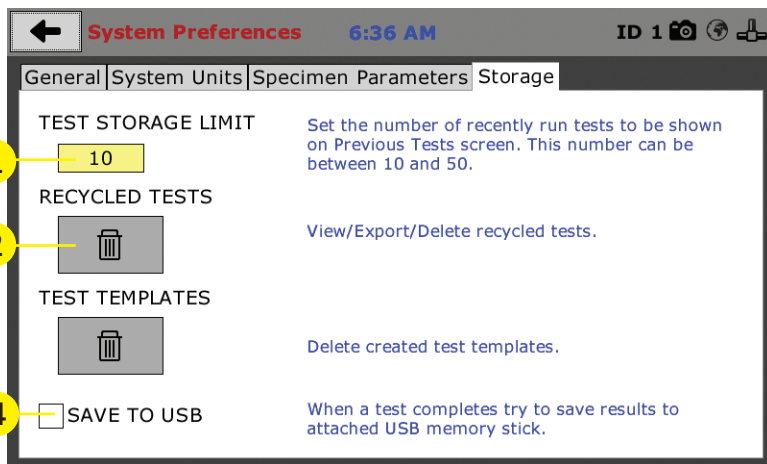 System Preferences 6:36 AM ID 1
General System Units Specimen Parameters Storage
TEST STORAGE LIMIT
Set the number of recently run tests to be shown
on Previous Tests screen. This number can be
between 10 and 50.
10
RECYCLED TESTS
View/Export/Delete recycled tests.
2
TEST TEMPLATES
Delete created test templates.
4
SAVE TO USB
When a test completes try to save results to
attached USB memory stick.